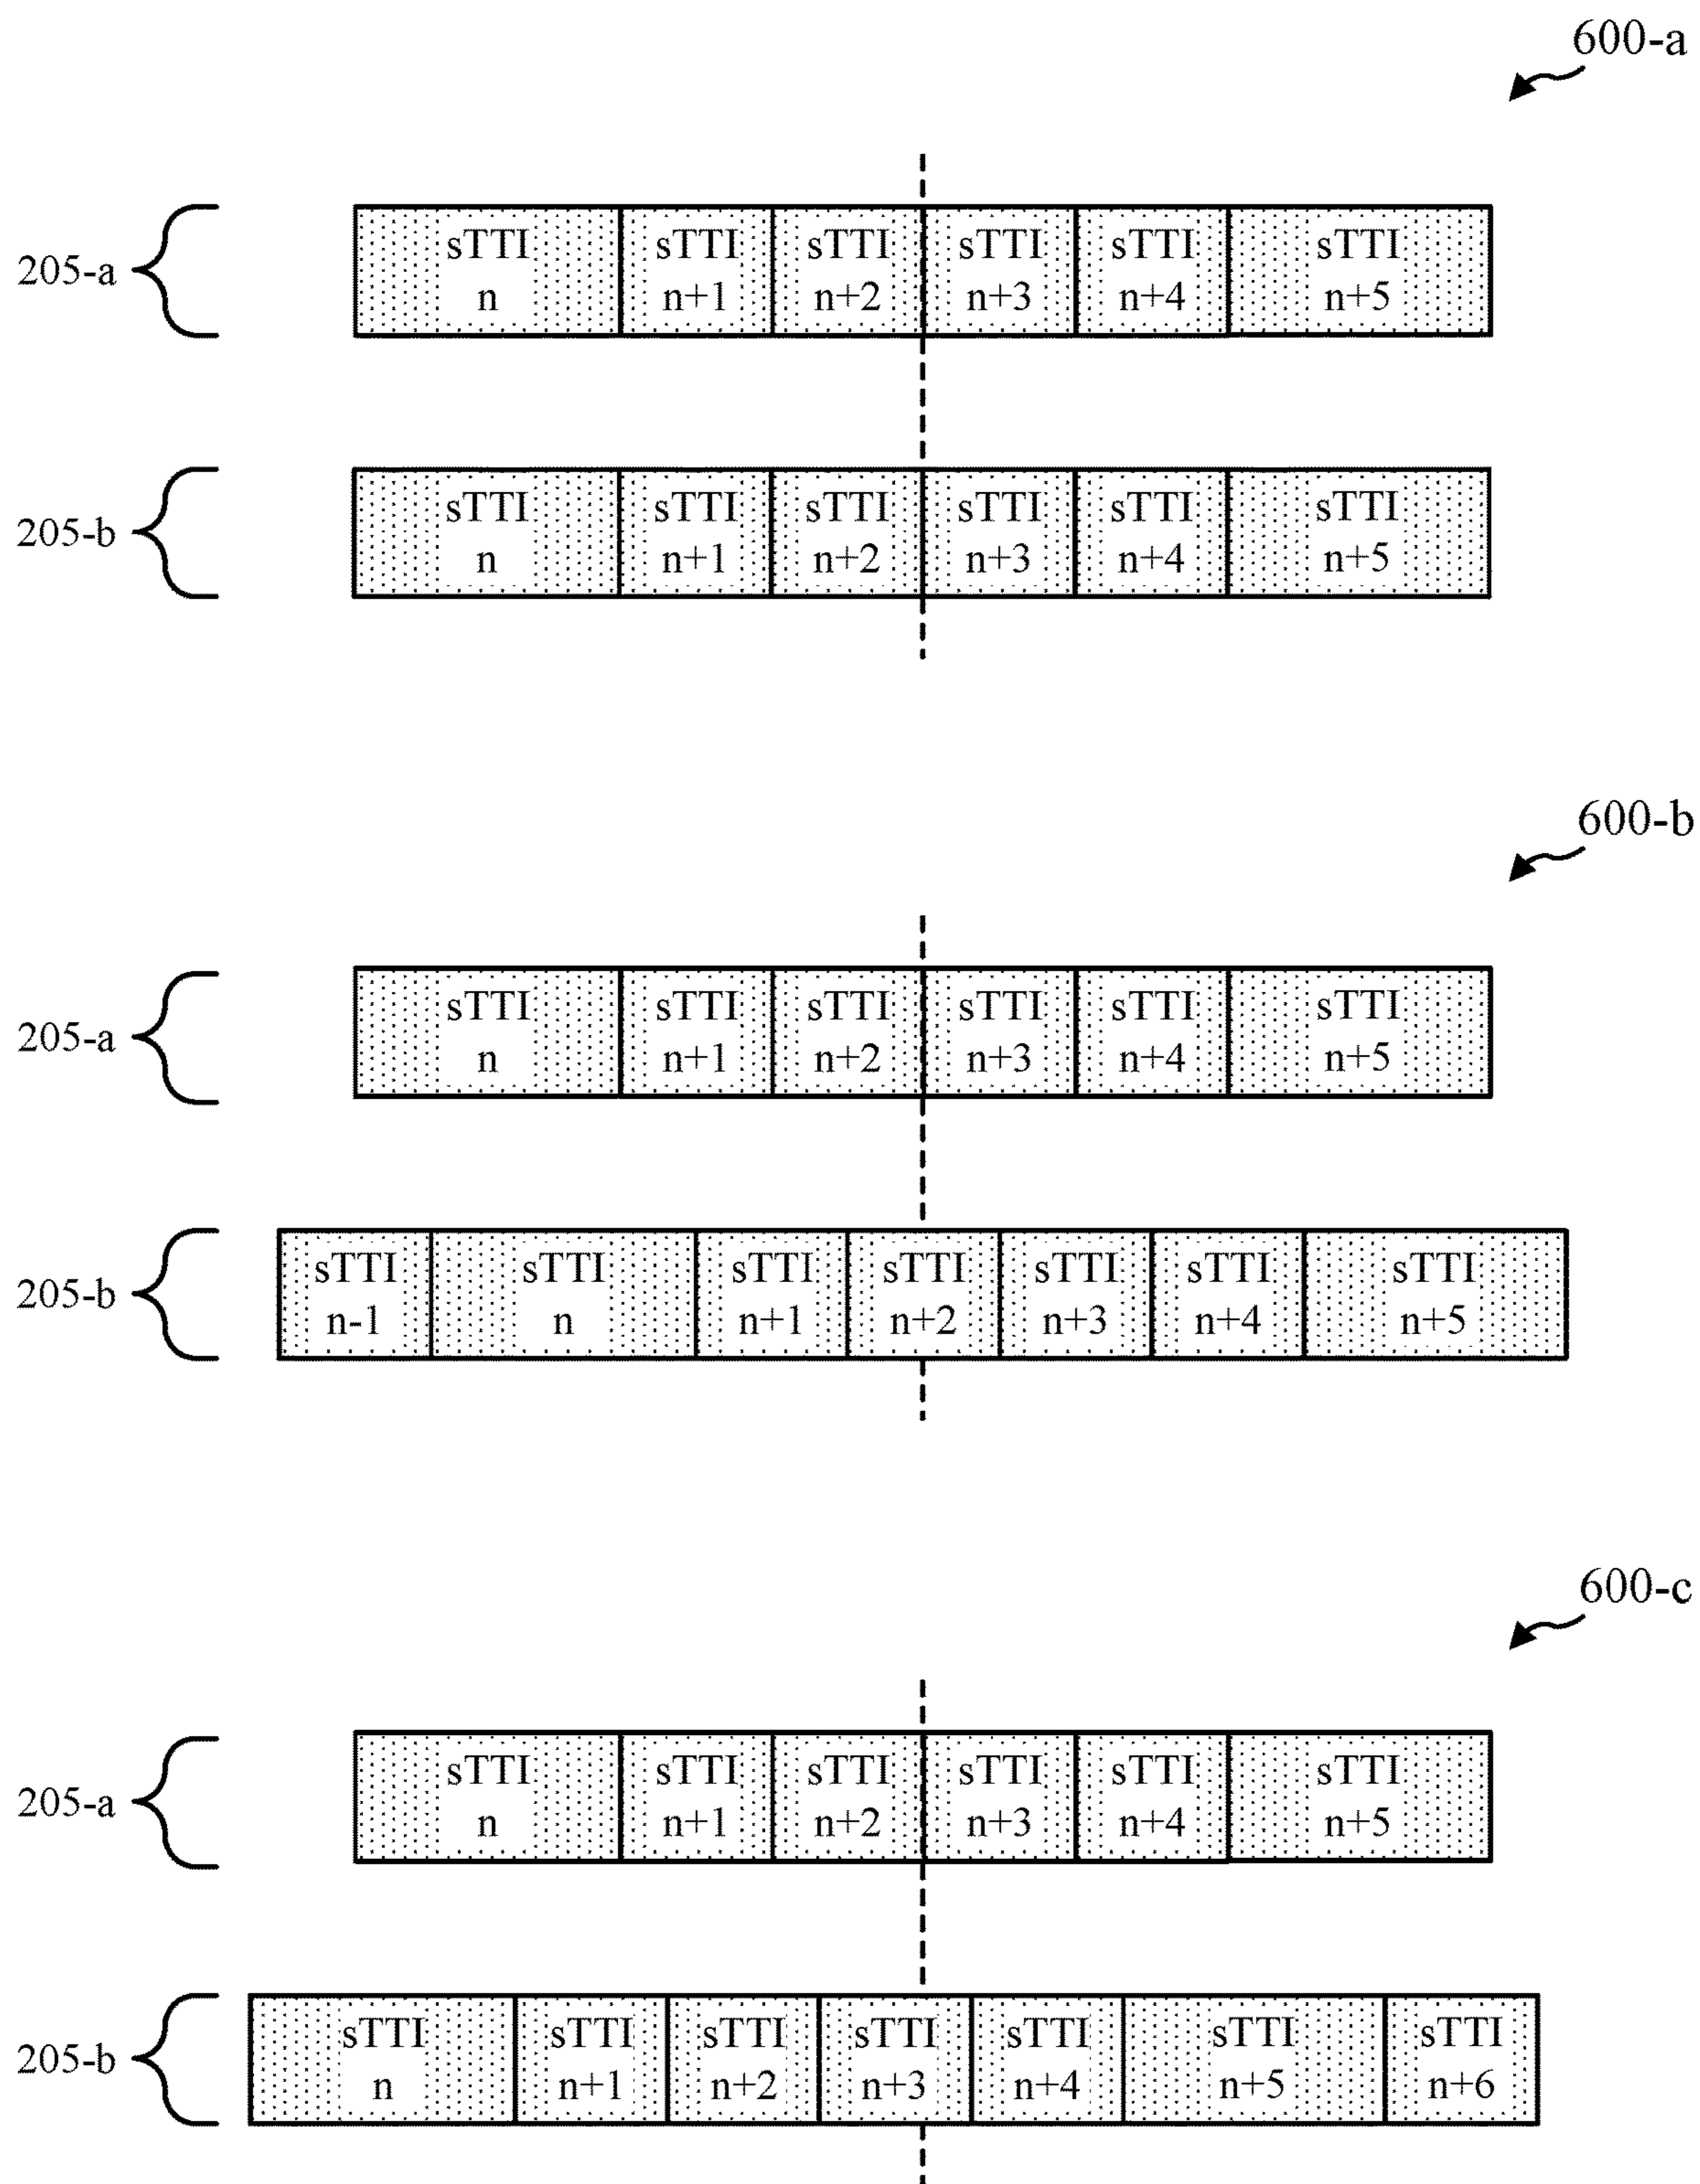 600-a
205-a
sTTI sTTI sTTI sTTI sTTI sTTI
n n+1 n+2 n+3 n+4 n+5
205-b
sTTI sTTI sTTI sTTI sTTI sTTI
n n+1 n+2 n+3 n+4 n+5
600-b
205-a
sTTI sTTI sTTI sTTI sTTI sTTI
n n+1 n+2 n+3 n+4 n+5
205-b
sTTI sTTI sTTI sTTI sTTI sTTI sTTI
n-1 n n+1 n+2 n+3 n+4 n+5
600-c
205-a
sTTI sTTI sTTI sTTI sTTI sTTI
n n+1 n+2 n+3 n+4 n+5
205-b
sTTI sTTI sTTI sTTI sTTI sTTI sTTI
n n+1 n+2 n+3 n+4 n+5 n+6